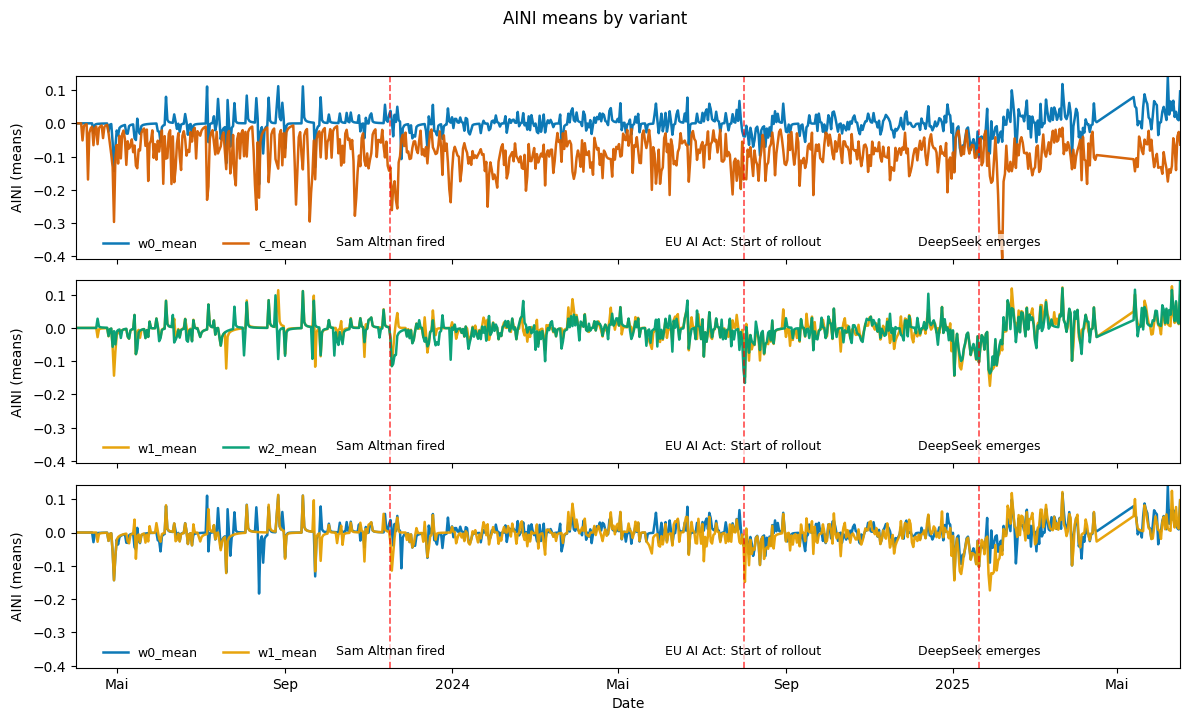 AINI means by variant
AINI (means)
0.1
0.0
−0.1
−0.2
−0.3
−0.4
w0_mean
c_mean
Sam Altman fired
EU AI Act: Start of rollout
DeepSeek emerges
AINI (means)
0.1
0.0
−0.1
−0.2
−0.3
−0.4
w1_mean
w2_mean
Sam Altman fired
EU AI Act: Start of rollout
DeepSeek emerges
AINI (means)
0.1
0.0
−0.1
−0.2
−0.3
−0.4
w0_mean
w1_mean
Sam Altman fired
EU AI Act: Start of rollout
DeepSeek emerges
Mai
Sep
2024
Mai
Sep
2025
Mai
Date